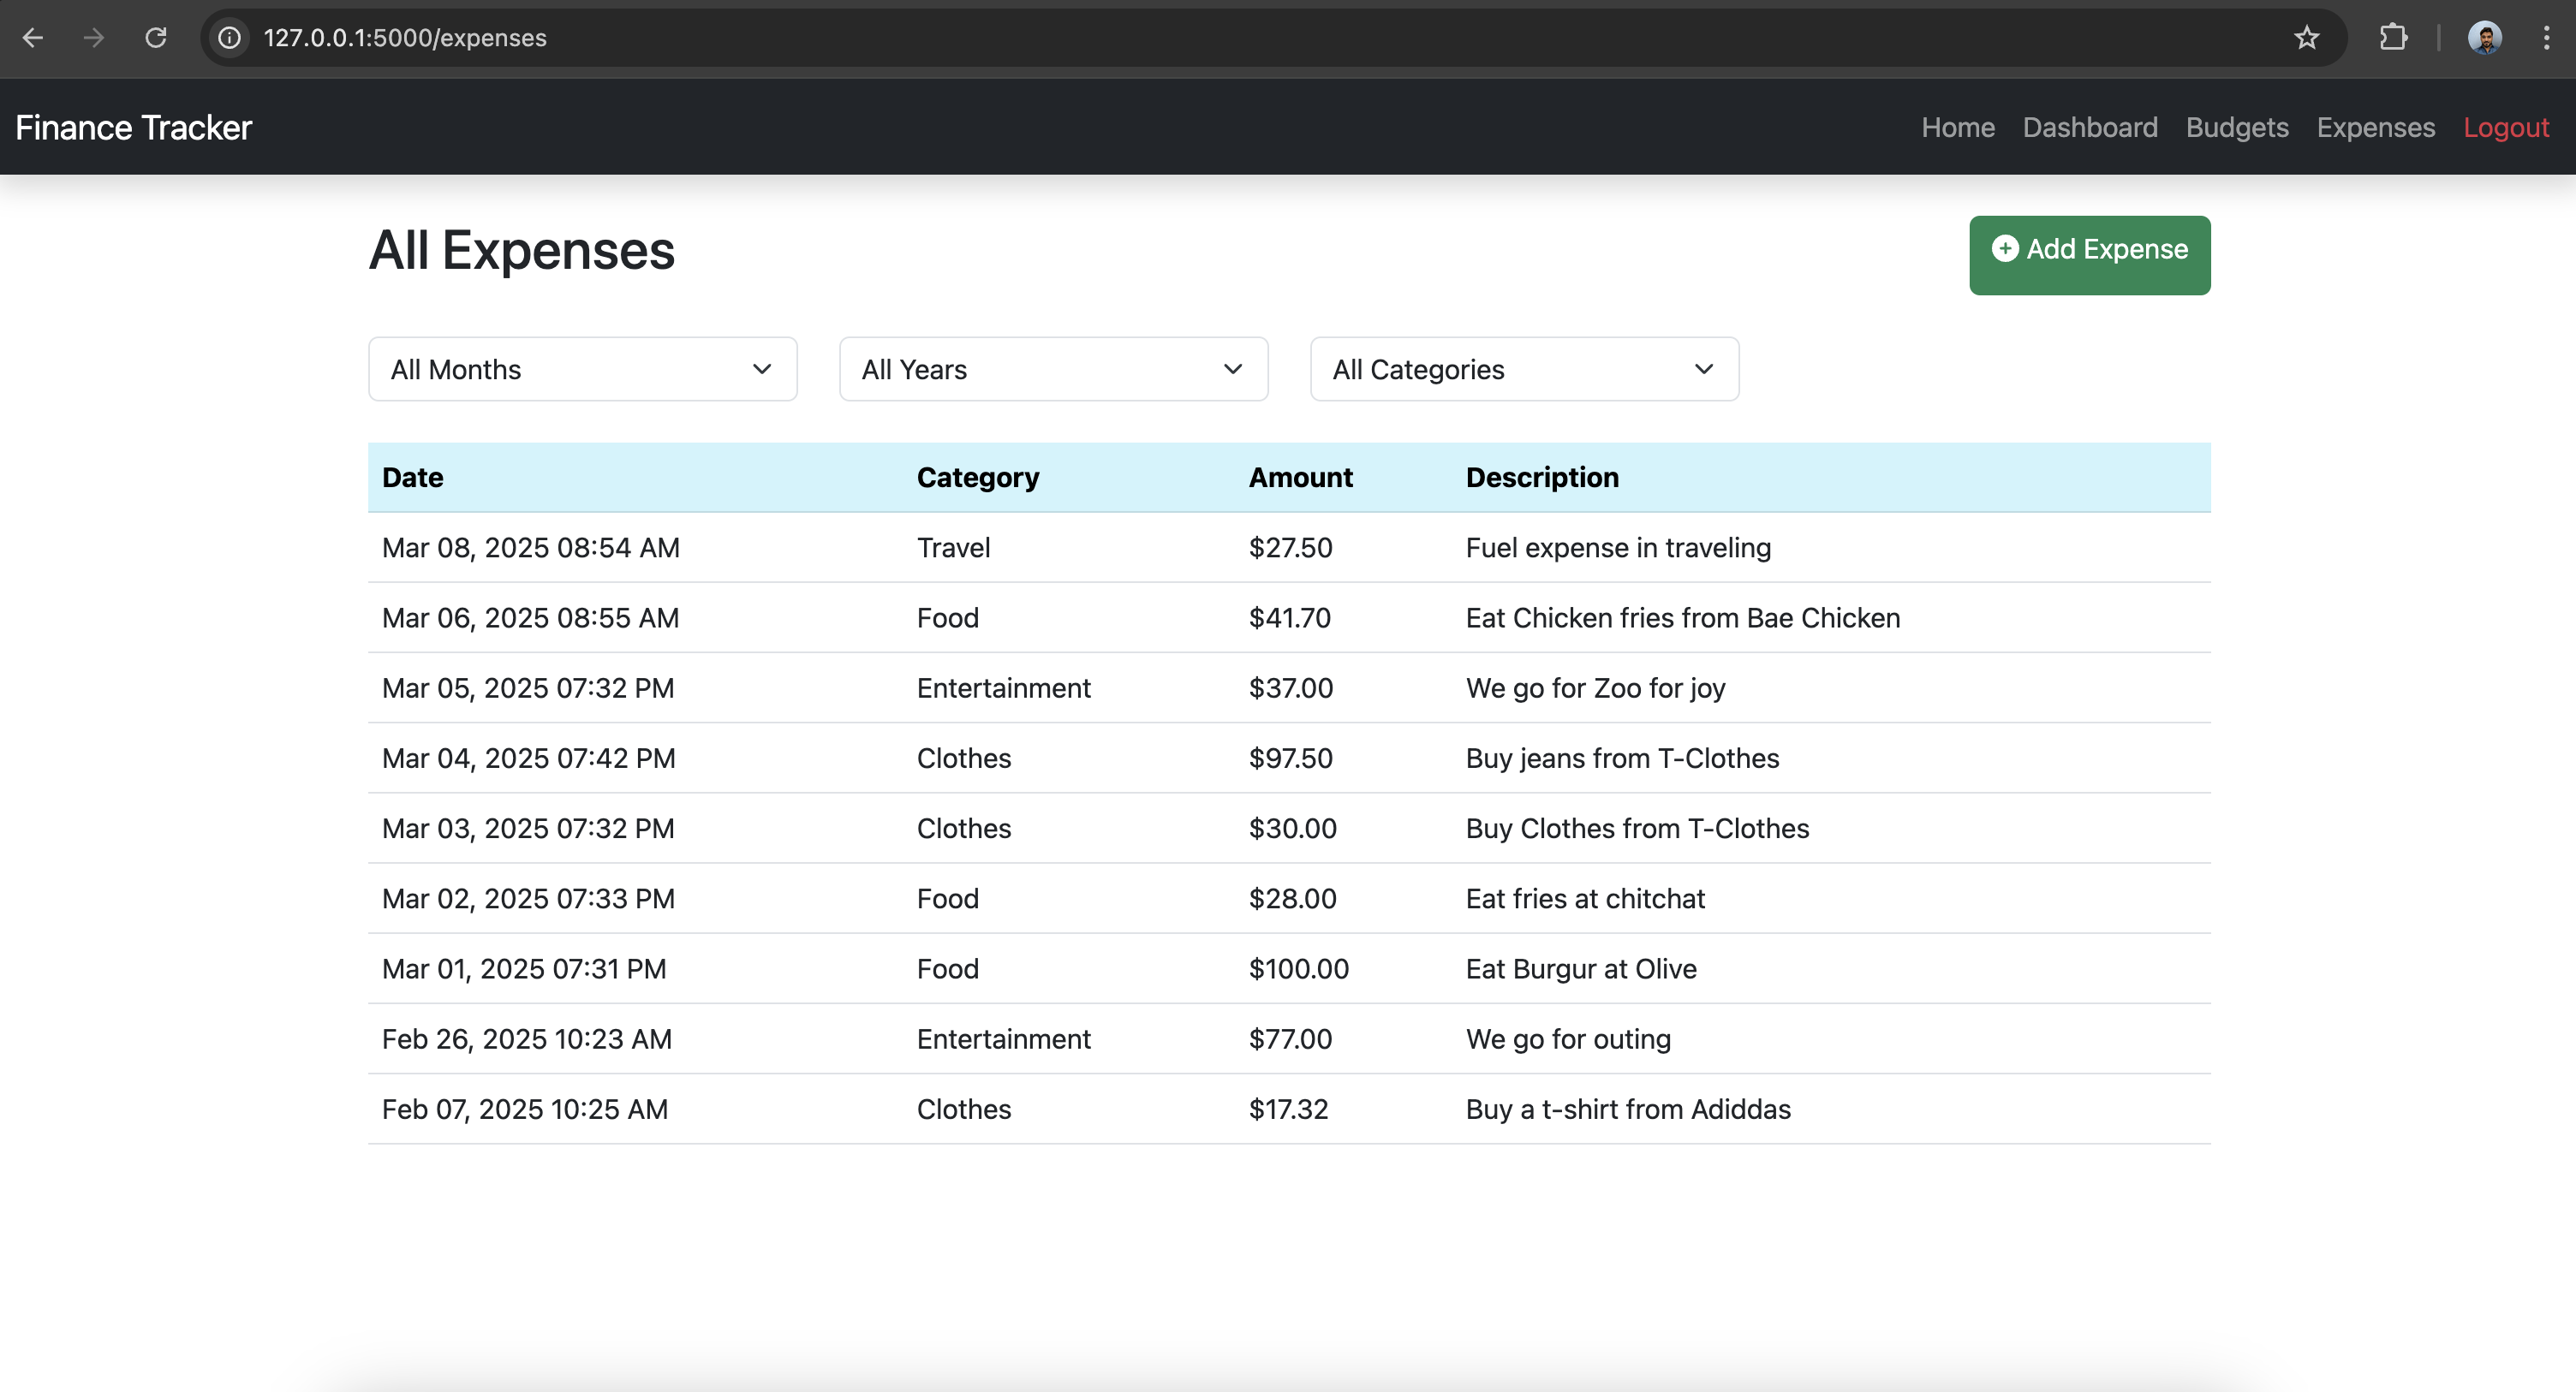 127.0.0.1:5000/expenses
Finance Tracker Home Dashboard Budgets Expenses Logout
All Expenses Add Expense
All Months All Years All Categories
Date Category Amount Description
Mar 08, 2025 08:54 AM Travel $27.50 Fuel expense in traveling
Mar 06, 2025 08:55 AM Food $41.70 Eat Chicken fries from Bae Chicken
Mar 05, 2025 07:32 PM Entertainment $37.00 We go for Zoo for joy
Mar 04, 2025 07:42 PM Clothes $97.50 Buy jeans from T-Clothes
Mar 03, 2025 07:32 PM Clothes $30.00 Buy Clothes from T-Clothes
Mar 02, 2025 07:33 PM Food $28.00 Eat fries at chitchat
Mar 01, 2025 07:31 PM Food $100.00 Eat Burgur at Olive
Feb 26, 2025 10:23 AM Entertainment $77.00 We go for outing
Feb 07, 2025 10:25 AM Clothes $17.32 Buy a t-shirt from Adiddas